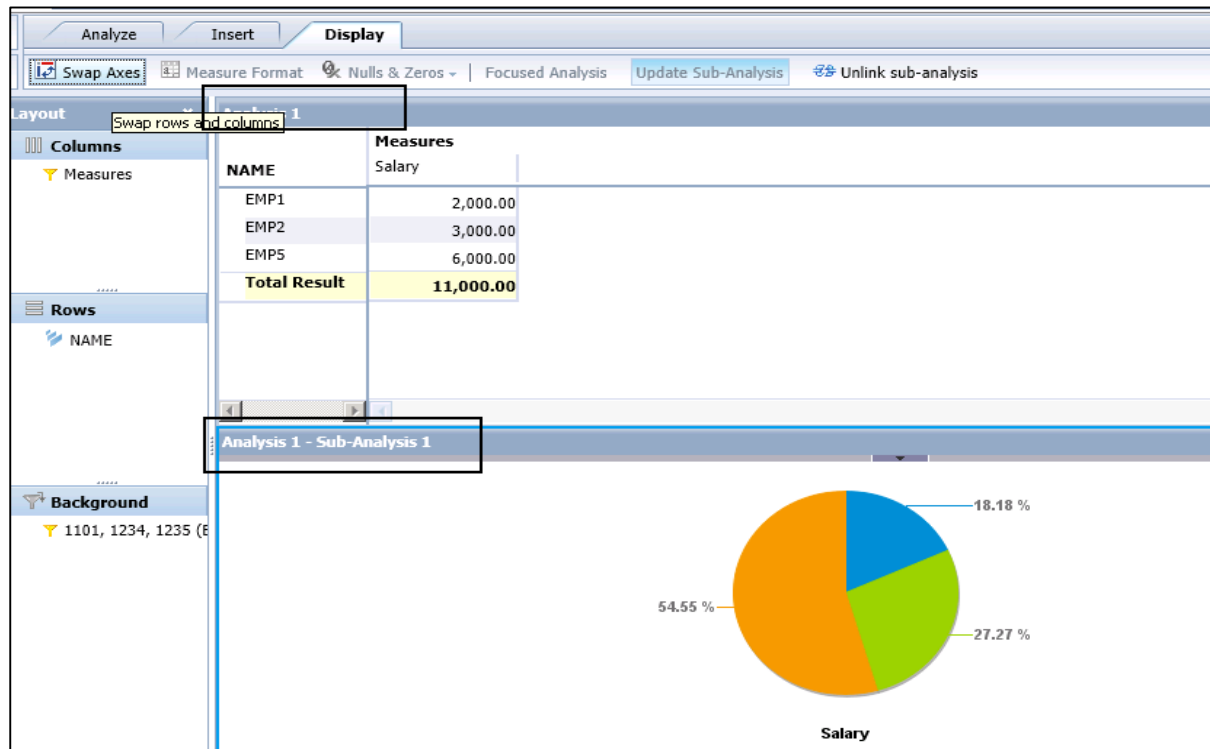 Analyze Insert Display
Swap Axes Measure Format Nulls & Zeros Focused Analysis Update Sub-Analysis Unlink sub-analysis
Layout
Swap rows and columns
Analysis 1
Columns
Measures
Measures
NAME Salary
EMP1 2,000.00
EMP2 3,000.00
EMP5 6,000.00
Total Result 11,000.00
Rows
NAME
Analysis 1 - Sub-Analysis 1
Background
1101, 1234, 1235 (E
18.18 %
54.55 %
27.27 %
Salary